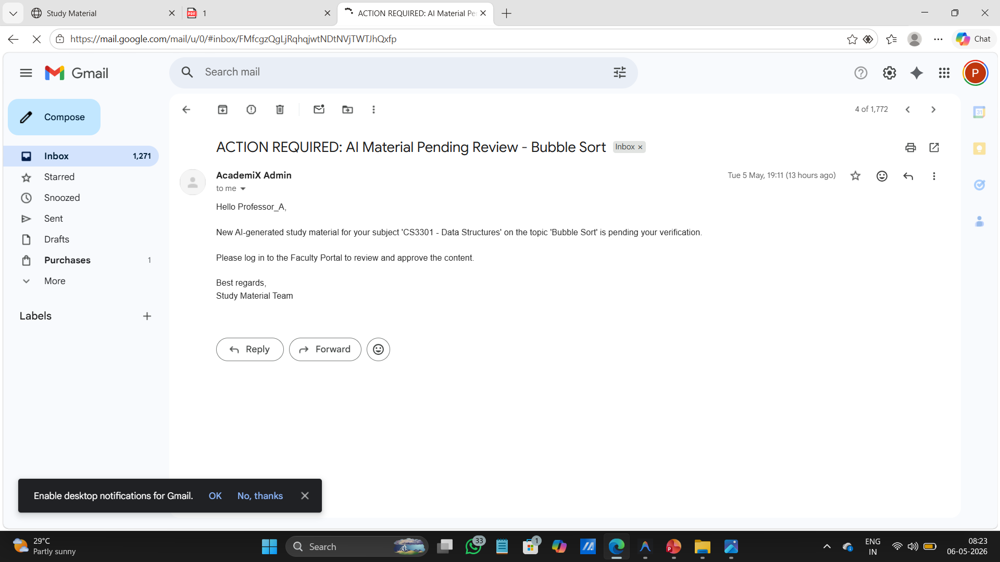 Study Material
1
ACTION REQUIRED: AI Material Pe
https://mail.google.com/mail/u/0/#inbox/FMfcgzQgLjRqhqjwtNDtNVjTWTJhQxfp
Chat
Gmail
Search mail
P
Compose
4 of 1,772
31
ACTION REQUIRED: AI Material Pending Review - Bubble Sort
Inbox ×
Inbox 1,271
Starred
Snoozed
Sent
Drafts
Purchases 1
More
Labels
AcademiX Admin
Tue 5 May, 19:11 (13 hours ago)
to me
Hello Professor_A,
New AI-generated study material for your subject 'CS3301 - Data Structures' on the topic 'Bubble Sort' is pending your verification.
Please log in to the Faculty Portal to review and approve the content.
Best regards,
Study Material Team
Reply
Forward
Enable desktop notifications for Gmail. OK No, thanks
29°C
Partly sunny
Search
33
1
ENG
IN
08:23
06-05-2026